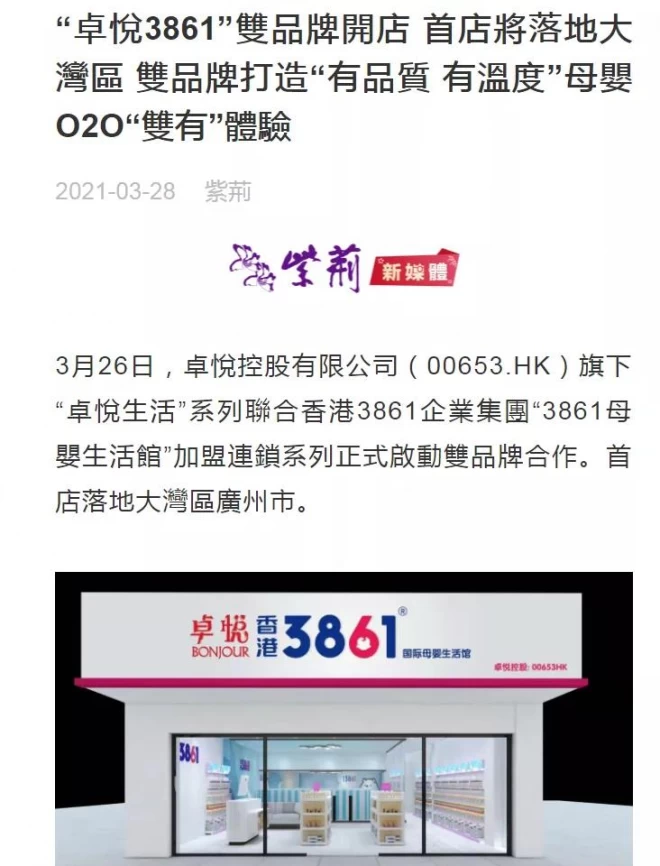 “卓悅3861”雙品牌開店 首店將落地大
灣區 雙品牌打造“有品質 有溫度”母嬰
O2O“雙有”體驗
2021-03-28 紫荊
紫荊 新媒體
3月26日，卓悅控股有限公司（00653.HK）旗下
“卓悅生活”系列聯合香港3861企業集團“3861母
嬰生活館”加盟連鎖系列正式啟動雙品牌合作。首
店落地大灣區廣州市。
卓悅 BONJOUR 香港 3861® 国际母婴生活馆
卓悅控股: 00653HK
3861
3861